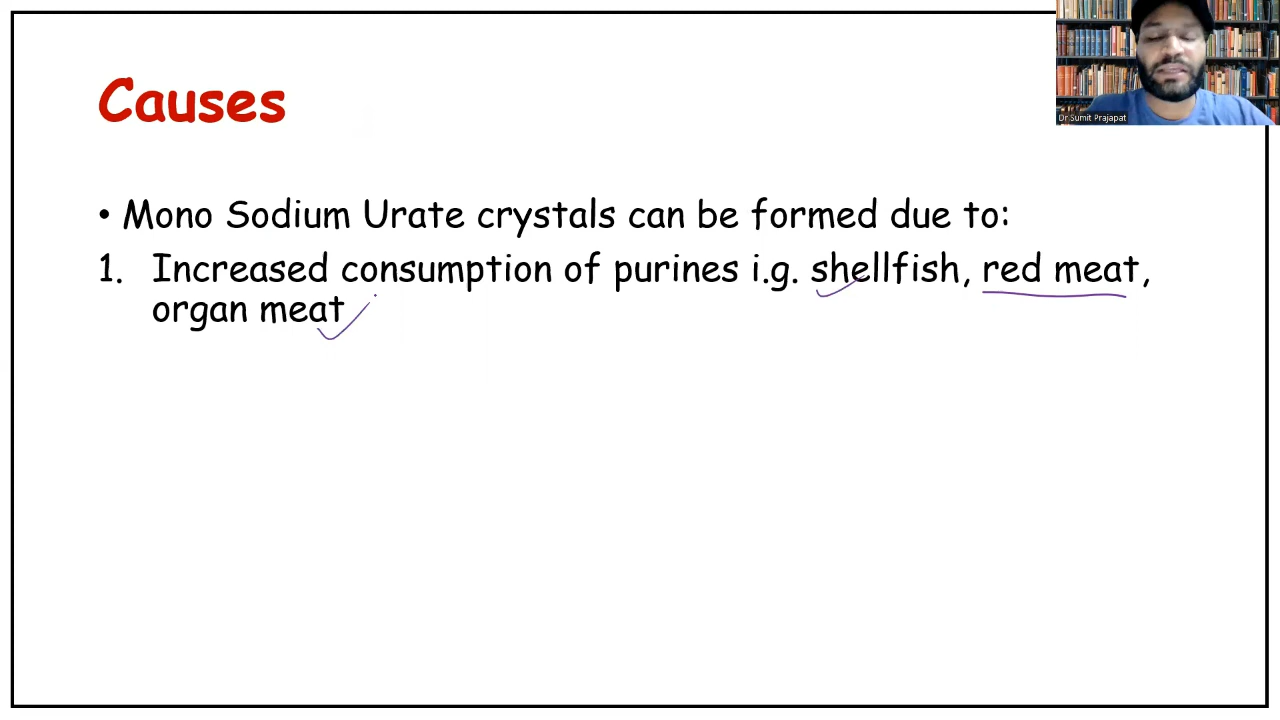 Causes
Dr Sumit Prajapat
• Mono Sodium Urate crystals can be formed due to:
1. Increased consumption of purines i.g. shellfish, red meat,
organ meat